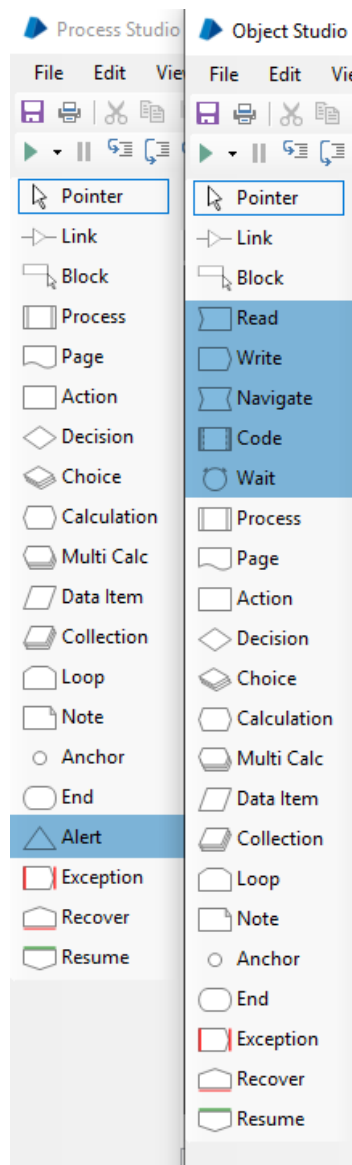 Process Studio
File Edit Vie
Pointer
Link
Block
Process
Page
Action
Decision
Choice
Calculation
Multi Calc
Data Item
Collection
Loop
Note
Anchor
End
Alert
Exception
Recover
Resume
Object Studio
File Edit Vie
Pointer
Link
Block
Read
Write
Navigate
Code
Wait
Process
Page
Action
Decision
Choice
Calculation
Multi Calc
Data Item
Collection
Loop
Note
Anchor
End
Exception
Recover
Resume